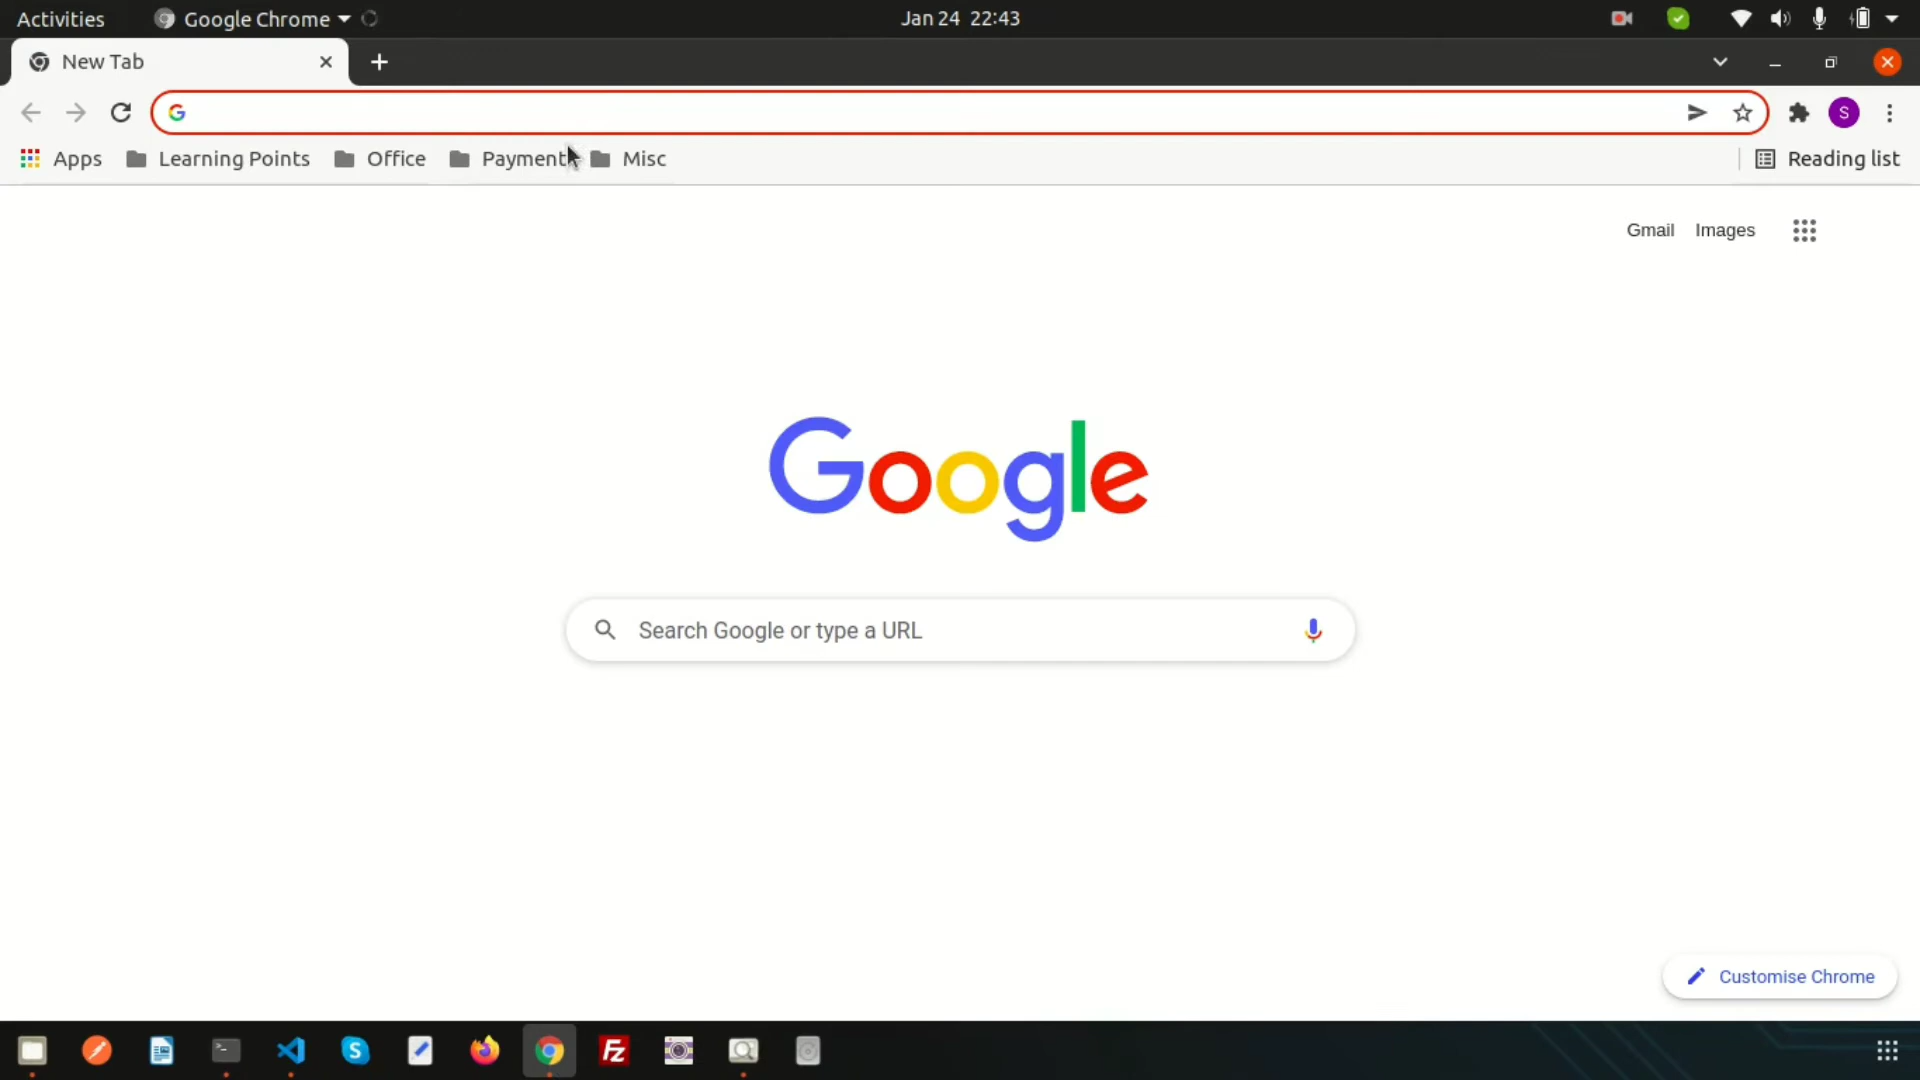 Activities
Google Chrome
Jan 24 22:43
New Tab
G
S
Apps
Learning Points
Office
Payment
Misc
Reading list
Gmail
Images
Google
Search Google or type a URL
Customise Chrome
>_
S
Fz